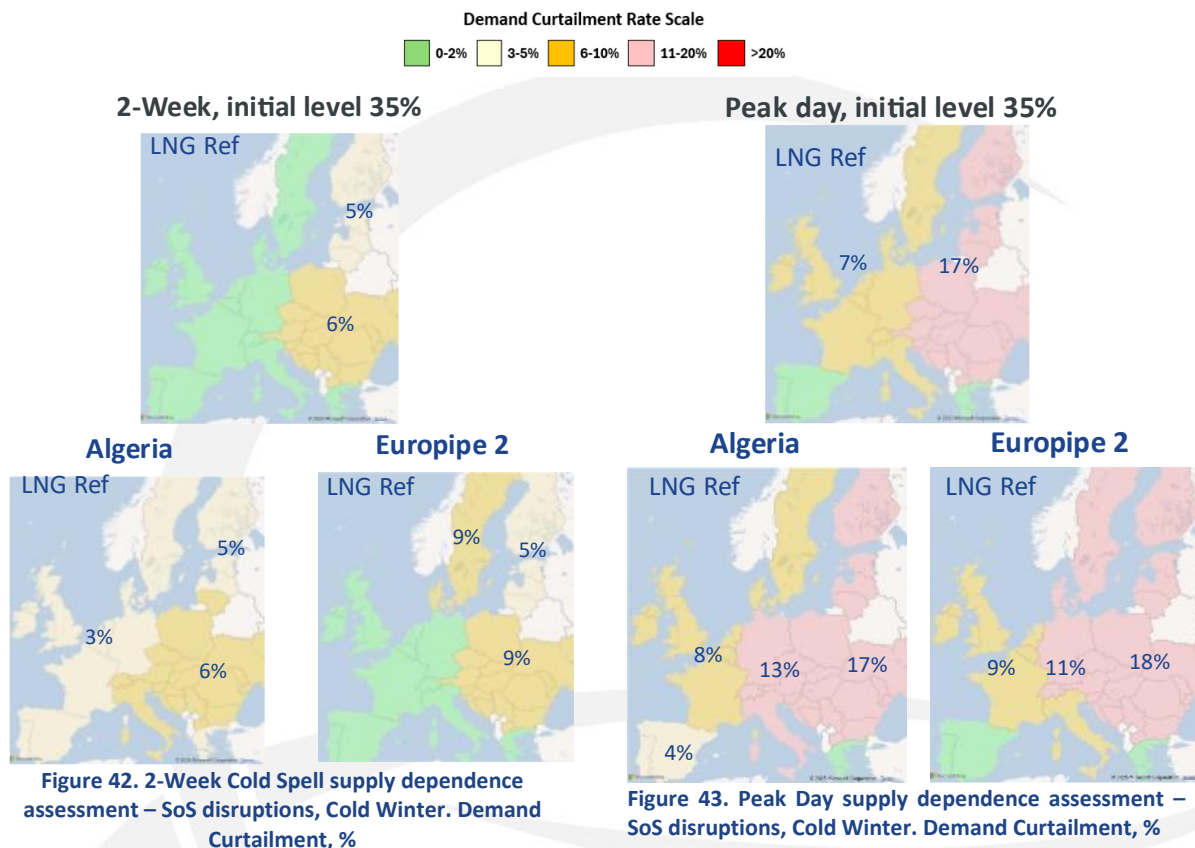 Demand Curtailment Rate Scale
0-2% 3-5% 6-10% 11-20% >20%
2-Week, initial level 35%
LNG Ref
5%
6%
Peak day, initial level 35%
LNG Ref
7%
17%
Algeria
LNG Ref
5%
3%
6%
Europipe 2
9%
5%
9%
Figure 42. 2-Week Cold Spell supply dependence
assessment – SoS disruptions, Cold Winter. Demand
Curtailment, %
Algeria
LNG Ref
8%
13%
17%
4%
Europipe 2
LNG Ref
9%
11%
18%
Figure 43. Peak Day supply dependence assessment –
SoS disruptions, Cold Winter. Demand Curtailment, %